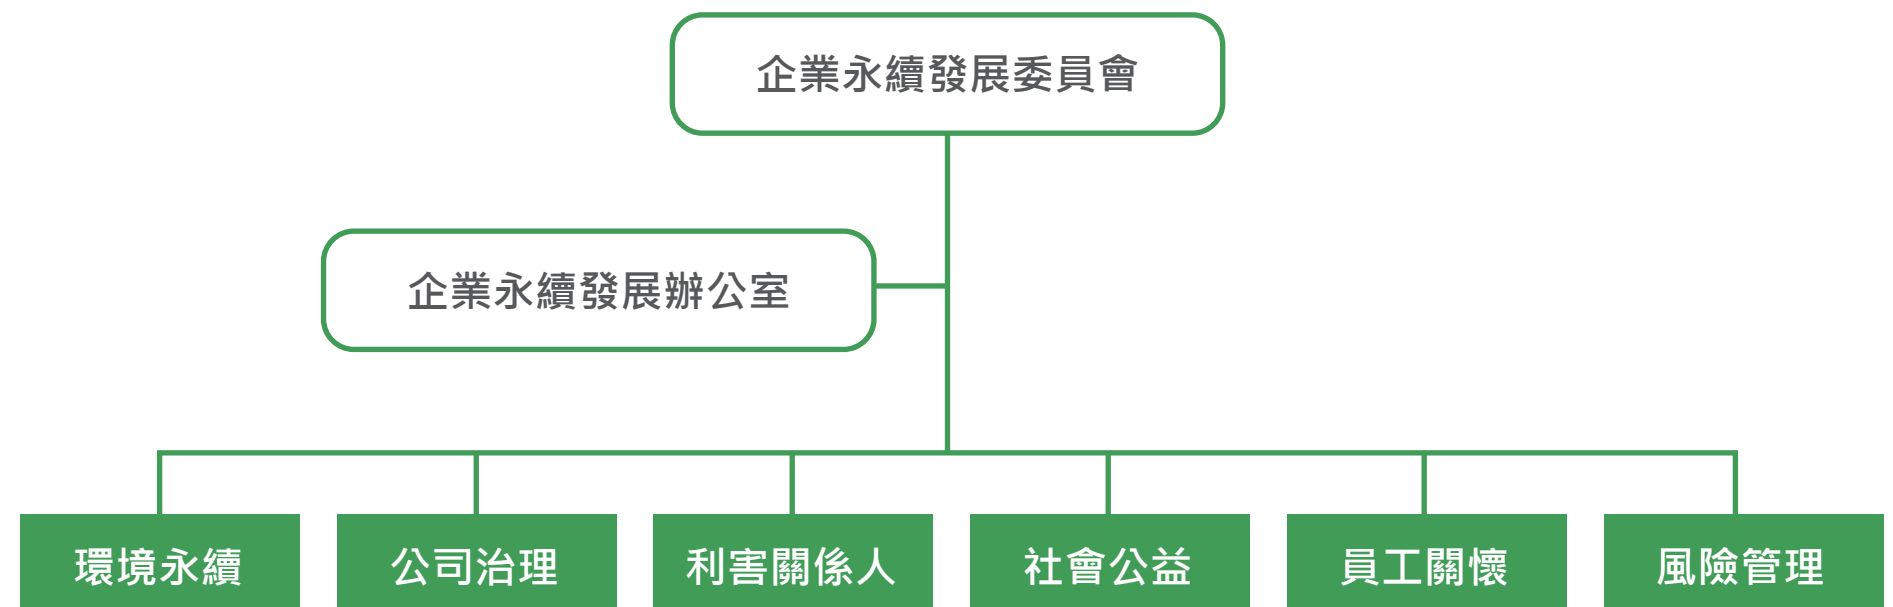 企業永續發展委員會
企業永續發展辦公室
環境永續
公司治理
利害關係人
社會公益
員工關懷
風險管理